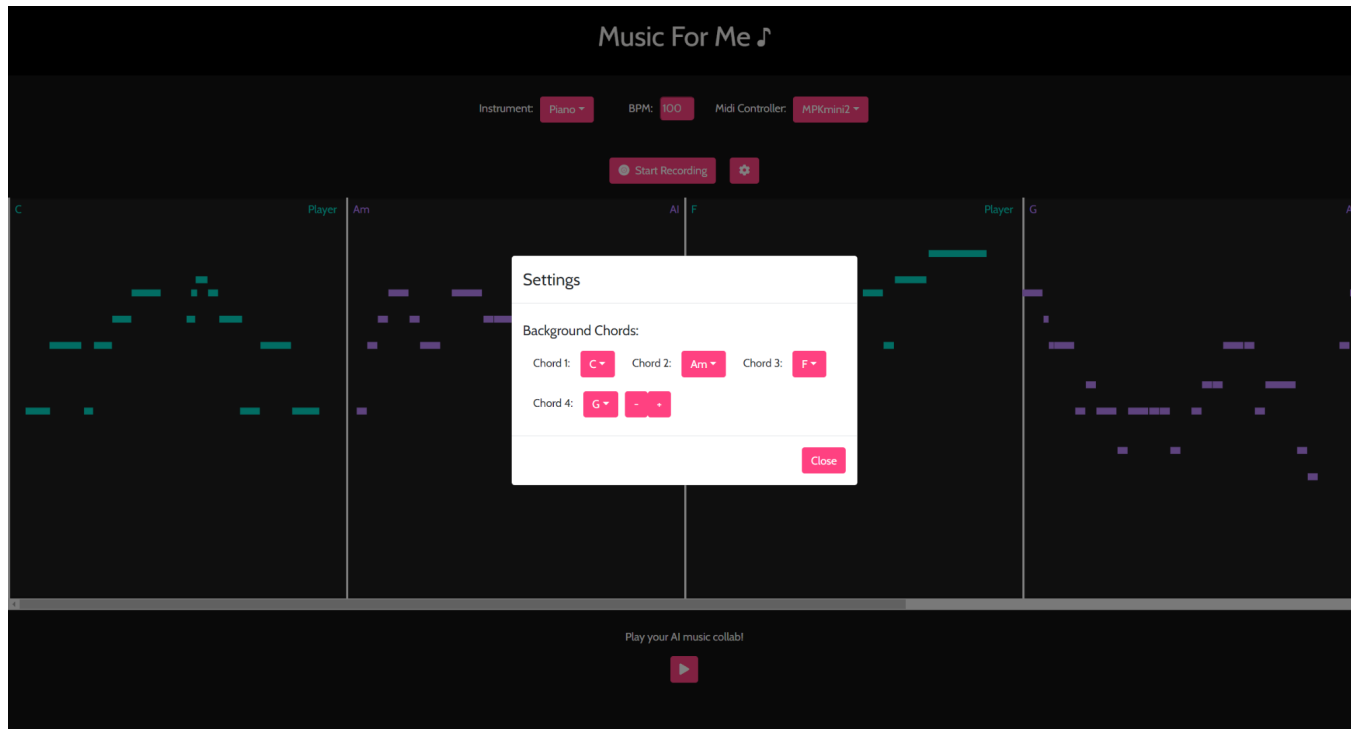 Music For Me ♪
Instrument: Piano BPM: 100 Midi Controller: MPKmini2
Start Recording
C Player Am AI F Player G
Settings
Background Chords:
Chord 1: C Chord 2: Am Chord 3: F
Chord 4: G - +
Close
Play your AI music collab!